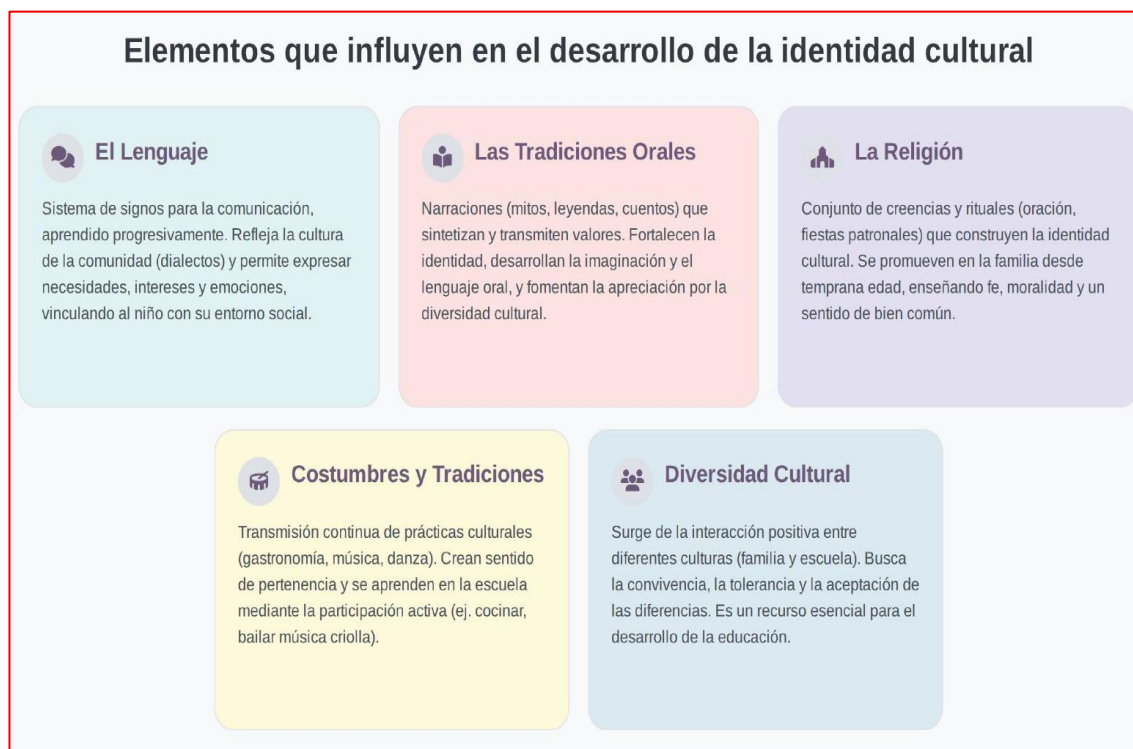 Elementos que influyen en el desarrollo de la identidad cultural
El Lenguaje
Sistema de signos para la comunicación,
aprendido progresivamente. Refleja la cultura
de la comunidad (dialectos) y permite expresar
necesidades, intereses y emociones,
vinculando al niño con su entorno social.
Las Tradiciones Orales
Narraciones (mitos, leyendas, cuentos) que
sintetizan y transmiten valores. Fortalecen la
identidad, desarrollan la imaginación y el
lenguaje oral, y fomentan la apreciación por la
diversidad cultural.
La Religión
Conjunto de creencias y rituales (oración,
fiestas patronales) que construyen la identidad
cultural. Se promueven en la familia desde
temprana edad, enseñando fe, moralidad y un
sentido de bien común.
Costumbres y Tradiciones
Transmisión continua de prácticas culturales
(gastronomía, música, danza). Crean sentido
de pertenencia y se aprenden en la escuela
mediante la participación activa (ej. cocinar,
bailar música criolla).
Diversidad Cultural
Surge de la interacción positiva entre
diferentes culturas (familia y escuela). Busca
la convivencia, la tolerancia y la aceptación de
las diferencias. Es un recurso esencial para el
desarrollo de la educación.